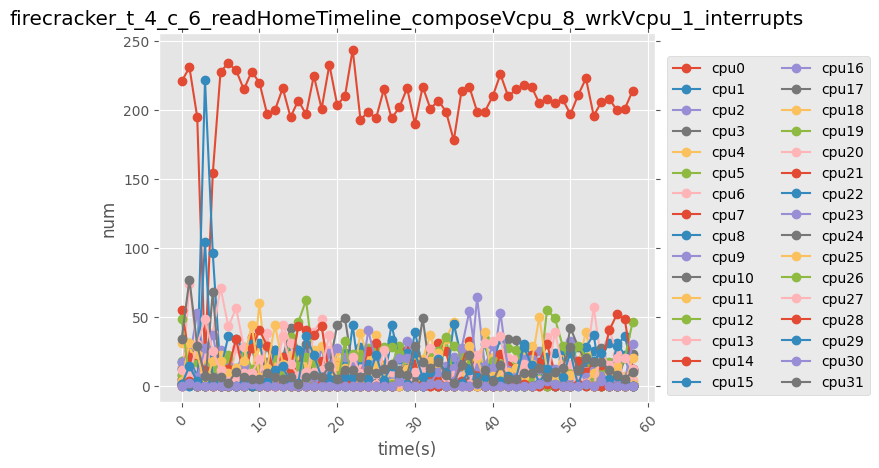 firecracker_t_4_c_6_readHomeTimeline_composeVcpu_8_wrkVcpu_1_interrupts
250
200
150
100
50
0
num
0
10
20
30
40
50
60
time(s)
cpu0
cpu1
cpu2
cpu3
cpu4
cpu5
cpu6
cpu7
cpu8
cpu9
cpu10
cpu11
cpu12
cpu13
cpu14
cpu15
cpu16
cpu17
cpu18
cpu19
cpu20
cpu21
cpu22
cpu23
cpu24
cpu25
cpu26
cpu27
cpu28
cpu29
cpu30
cpu31